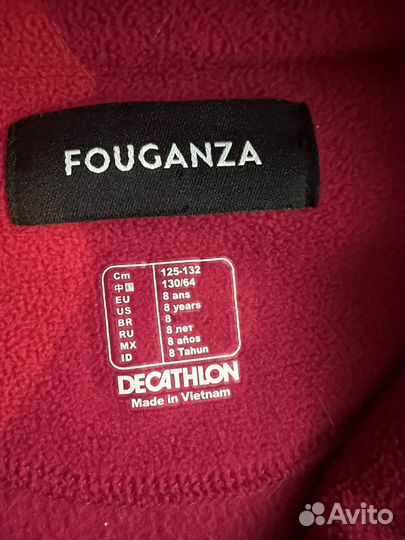 FOUGANZA
Cm 125-132
中国 130/64
EU 8 ans
US 8 years
BR 8
RU 8 лет
MX 8 años
ID 8 Tahun
DECATHLON
Made in Vietnam
Avito